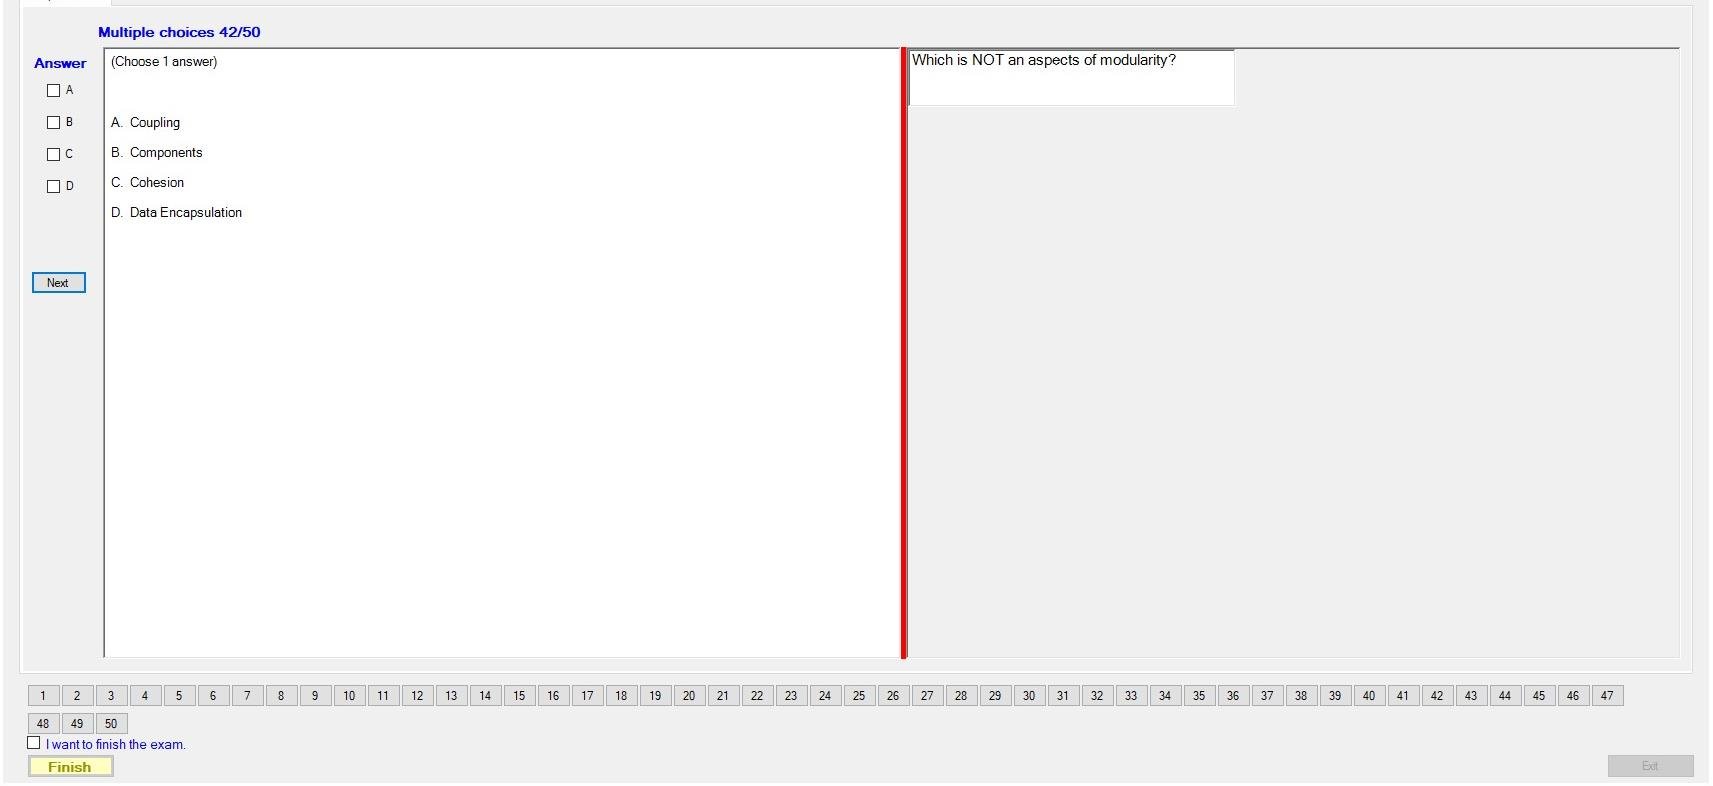 Multiple choices 42/50
Answer
A
B
C
D
Next
(Choose 1 answer)
A. Coupling
B. Components
C. Cohesion
D. Data Encapsulation
Which is NOT an aspects of modularity?
1 2 3 4 5 6 7 8 9 10 11 12 13 14 15 16 17 18 19 20 21 22 23 24 25 26 27 28 29 30 31 32 33 34 35 36 37 38 39 40 41 42 43 44 45 46 47
48 49 50
I want to finish the exam.
Finish
Exit